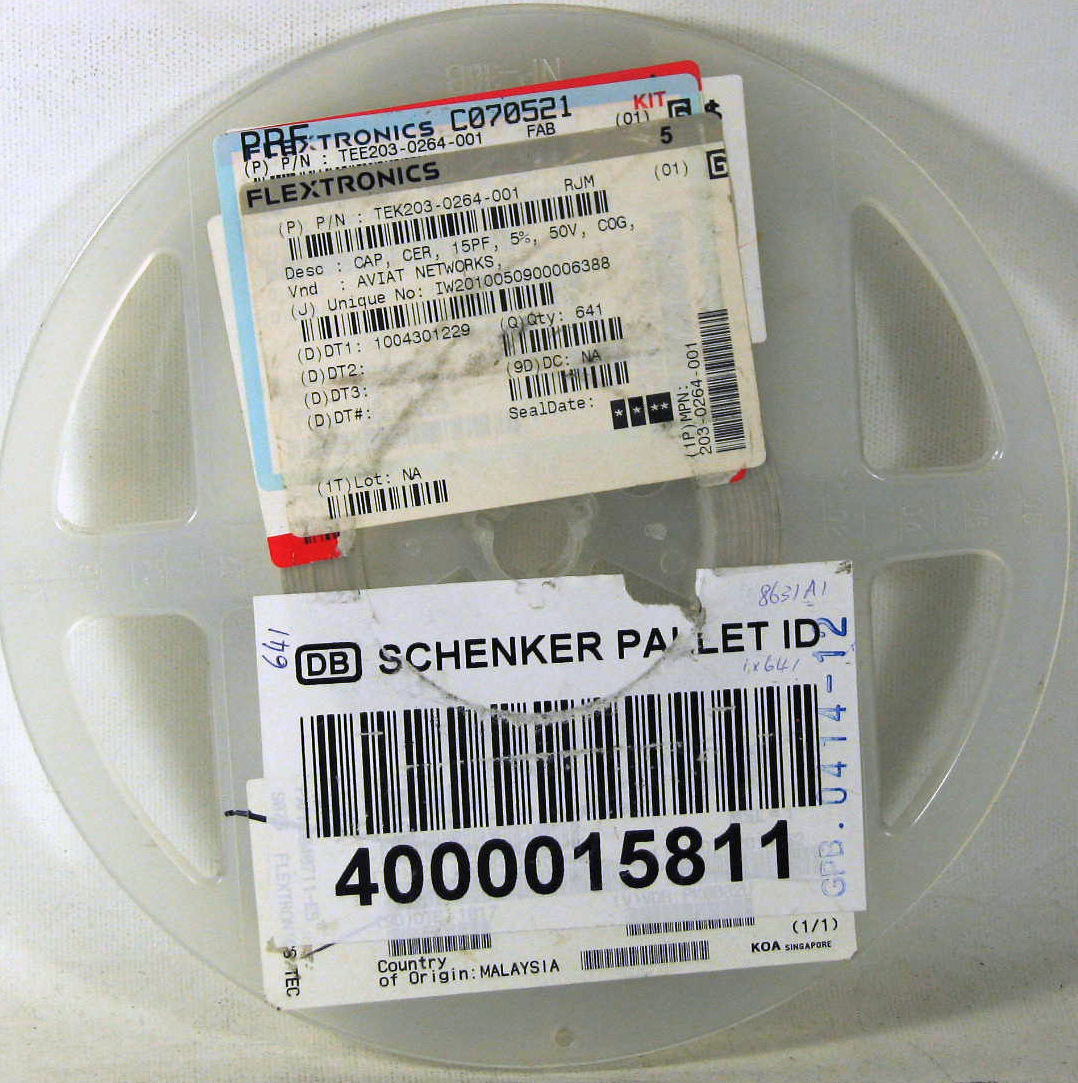 C070521
KIT
FLEXTRONICS
FAB
(01)
(P) P/N : TEE203-0264-001
5
FLEXTRONICS
(01)
G
(P) P/N : TEK203-0264-001
RJM
Desc : CAP, CER, 15PF, 5%, 50V, COG,
Vnd : AVIAT NETWORKS,
(J) Unique No: IW2010050900006388
(D)DT1: 1004301229
(Q)Qty: 641
(D)DT2:
(9D)DC: NA
(D)DT3:
(D)DT#:
SealDate: * * **
(1P)MPN:
203-0264-001
(1T)Lot: NA
641
8631A1
DB SCHENKER PALLET ID
ix641
GPB. 0414-12
4000015811
(1/1)
KOA SINGAPORE
Country
of Origin:MALAYSIA
TEC